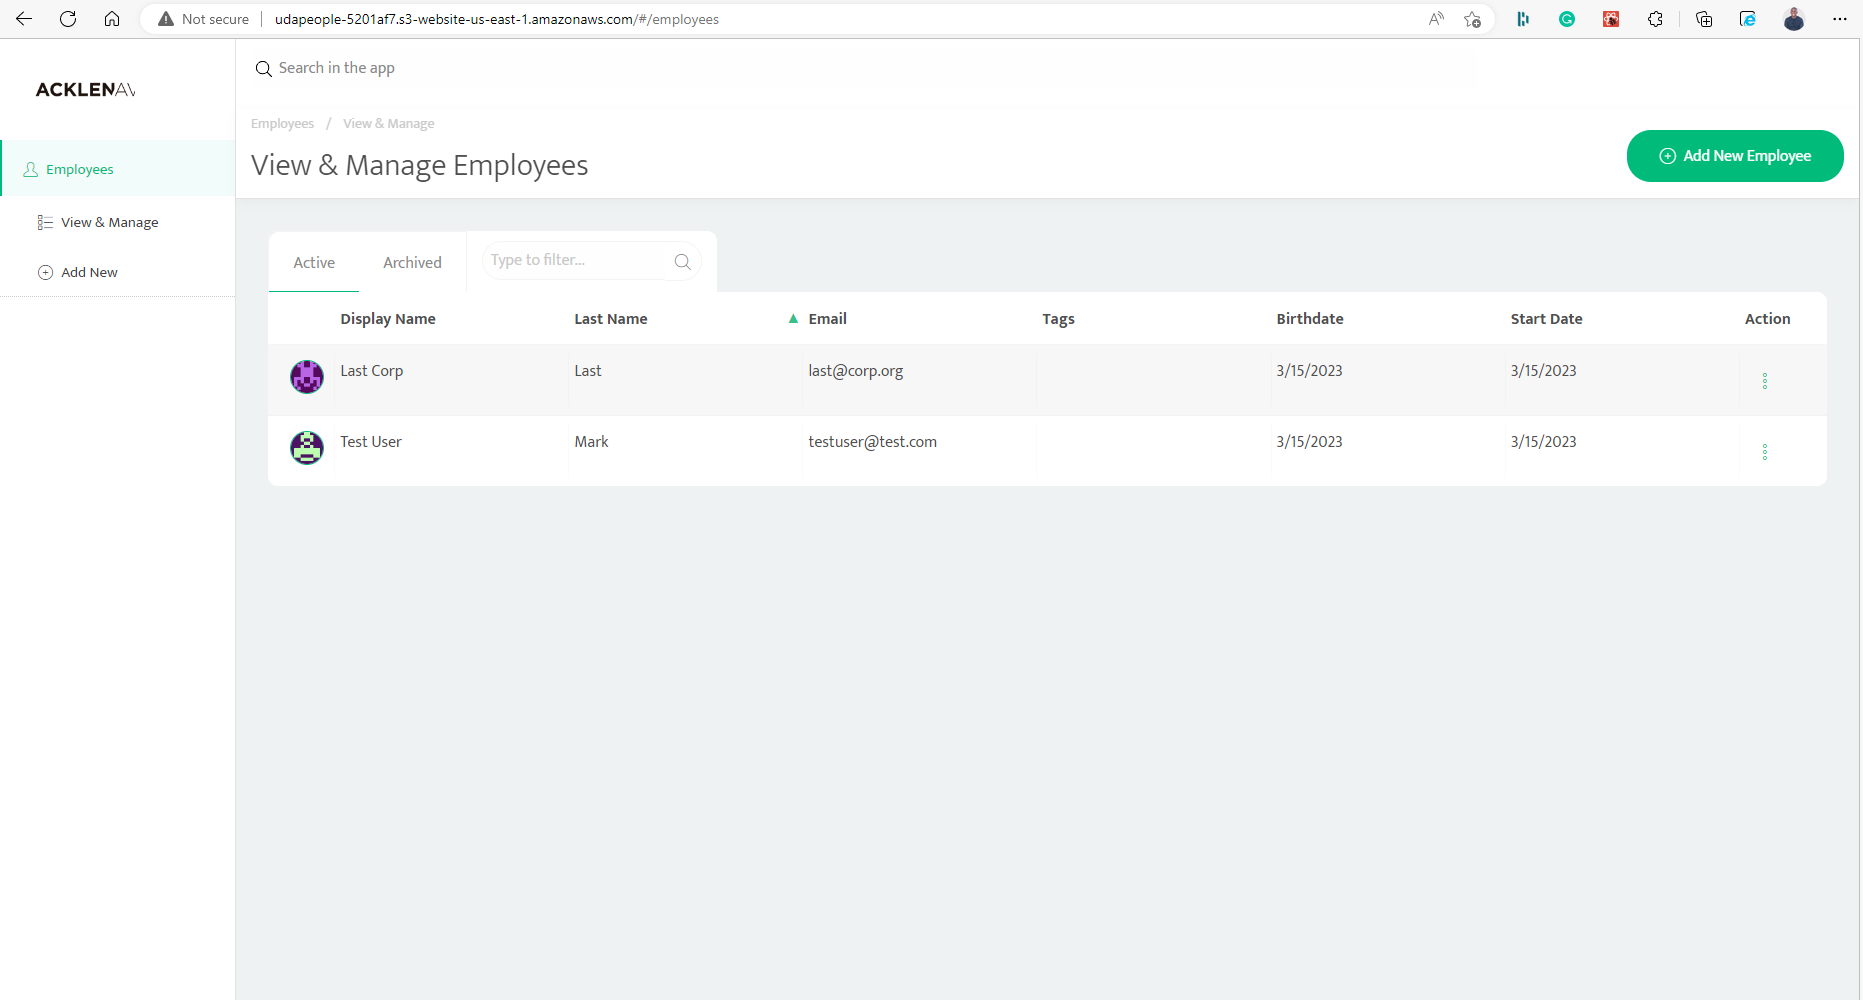 Not secure
udapeople-5201af7.s3-website-us-east-1.amazonaws.com/#/employees
ACKLENAV
Search in the app
Employees / View & Manage
View & Manage Employees
Add New Employee
Employees
View & Manage
Add New
Active Archived Type to filter...
Display Name Last Name Email Tags Birthdate Start Date Action
Last Corp Last last@corp.org 3/15/2023 3/15/2023
Test User Mark testuser@test.com 3/15/2023 3/15/2023